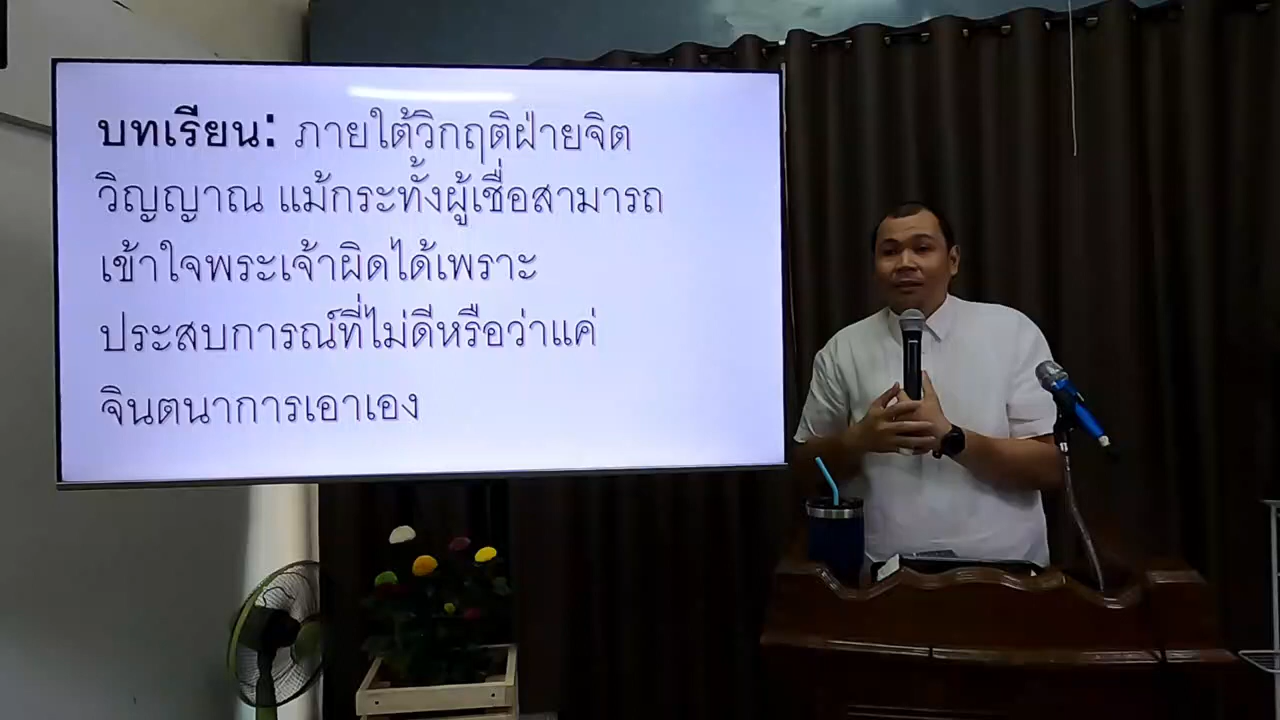 บทเรียน: ภายใต้วิกฤติฝ่ายจิต
วิญญาณ แม้กระทั้งผู้เชื่อสามารถ
เข้าใจพระเจ้าผิดได้เพราะ
ประสบการณ์ที่ไม่ดีหรือว่าแค่
จินตนาการเอาเอง